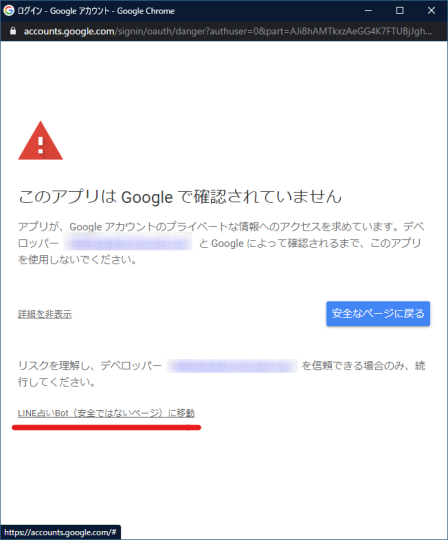 ログイン - Google アカウント - Google Chrome
accounts.google.com/signin/oauth/danger?authuser=0&part=AJi8hAMTkxzAeGG4K7FTUBjJgh...
このアプリは Google で確認されていません
アプリが、Google アカウントのプライベートな情報へのアクセスを求めています。デベ
ロッパー と Google によって確認されるまで、このアプリ
を使用しないでください。
詳細を非表示
安全なページに戻る
リスクを理解し、デベロッパー を信頼できる場合のみ、続
行してください。
LINE占いBot（安全ではないページ）に移動
https://accounts.google.com/#